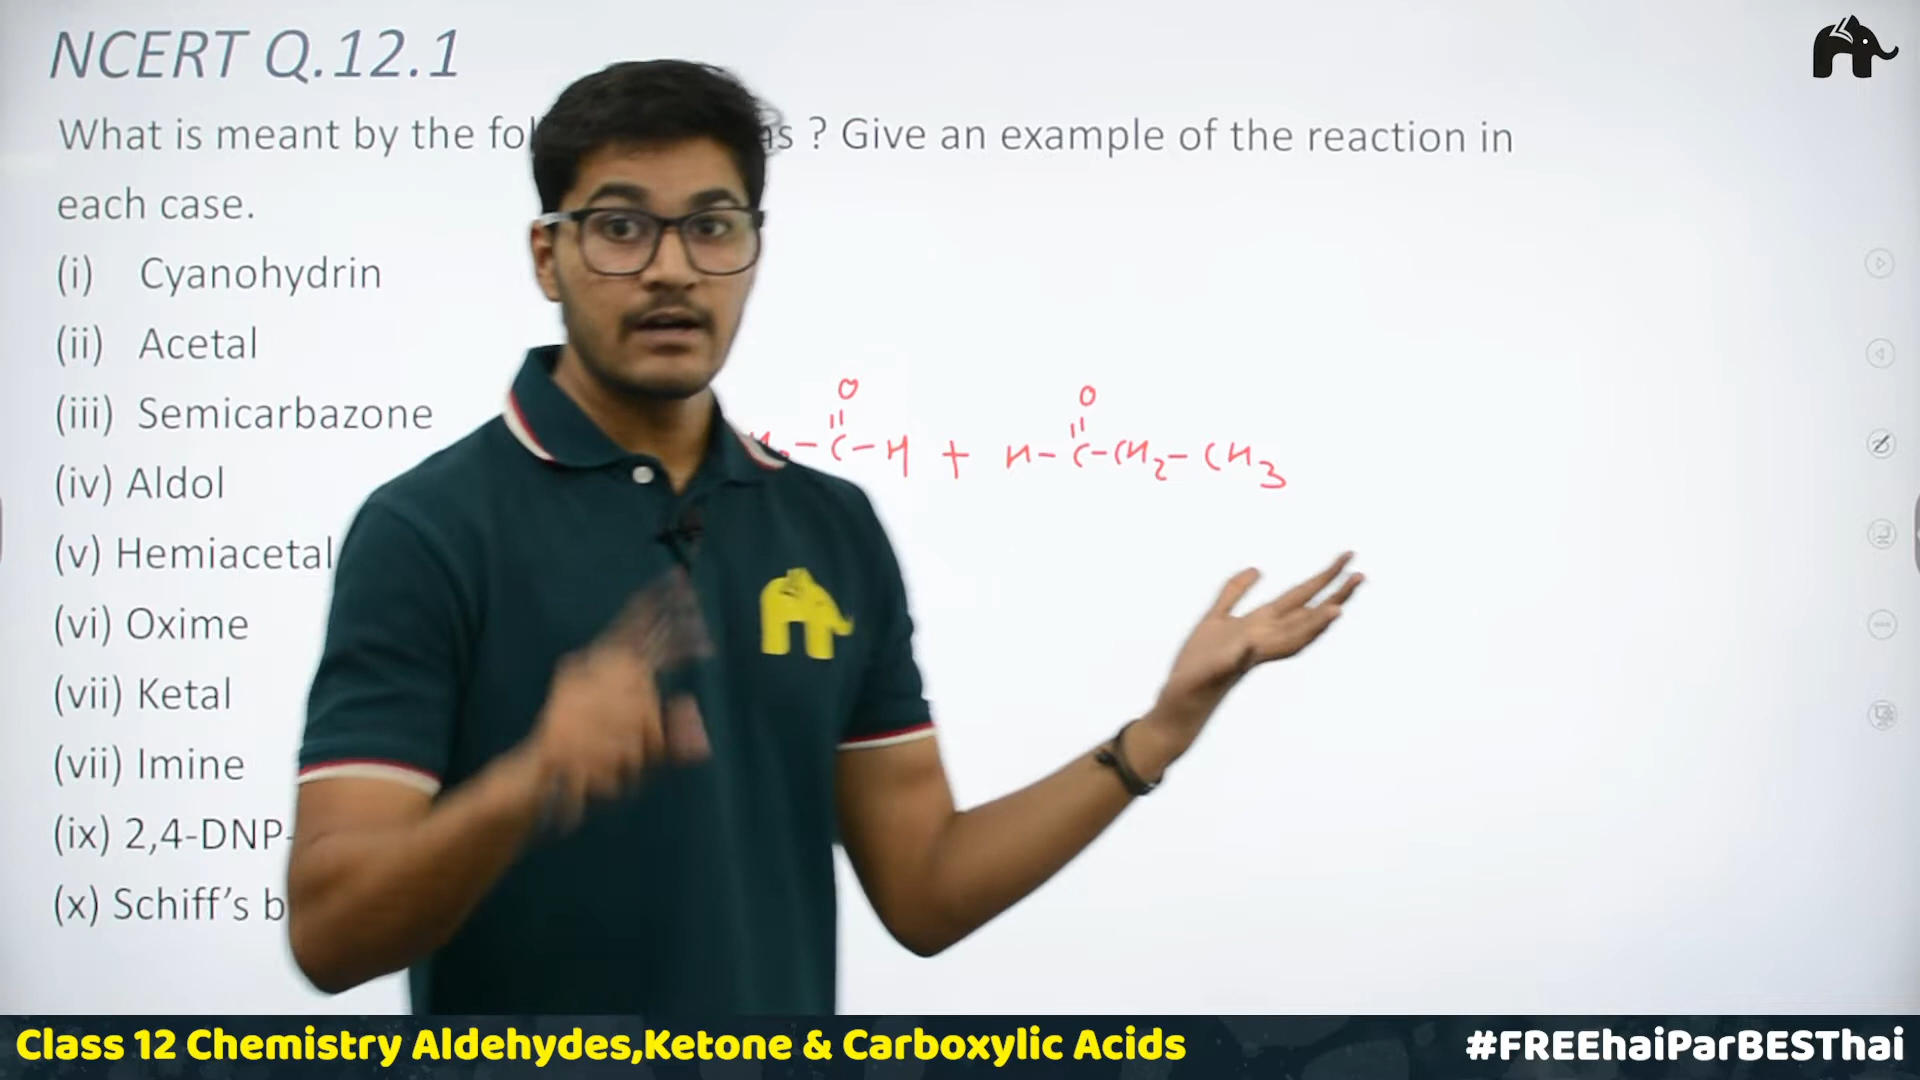 NCERT Q.12.1
What is meant by the ? Give an example of the reaction in
each case.
(i) Cyanohydrin
(ii) Acetal
(iii) Semicarbazone
(iv) Aldol
(v) Hemiacetal
(vi) Oxime
(vii) Ketal
(vii) Imine
(ix) 2,4-DNP-
(x) Schiff's
O O
|| ||
- C - H + H - C - CH2 - CH3
Class 12 Chemistry Aldehydes,Ketone & Carboxylic Acids
#FREEhaiParBESThai